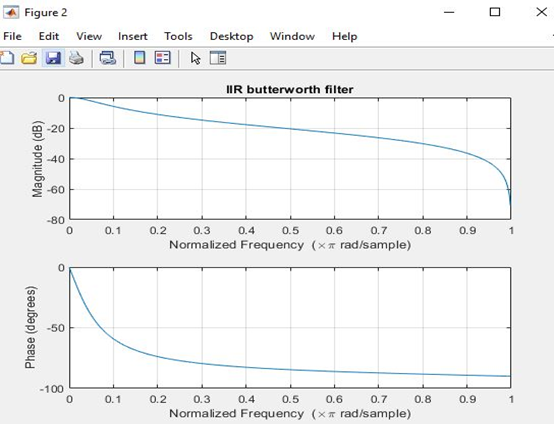 Figure 2
File Edit View Insert Tools Desktop Window Help
IIR butterworth filter
Magnitude (dB)
0
-20
-40
-60
-80
0 0.1 0.2 0.3 0.4 0.5 0.6 0.7 0.8 0.9 1
Normalized Frequency (×π rad/sample)
Phase (degrees)
0
-50
-100
0 0.1 0.2 0.3 0.4 0.5 0.6 0.7 0.8 0.9 1
Normalized Frequency (×π rad/sample)